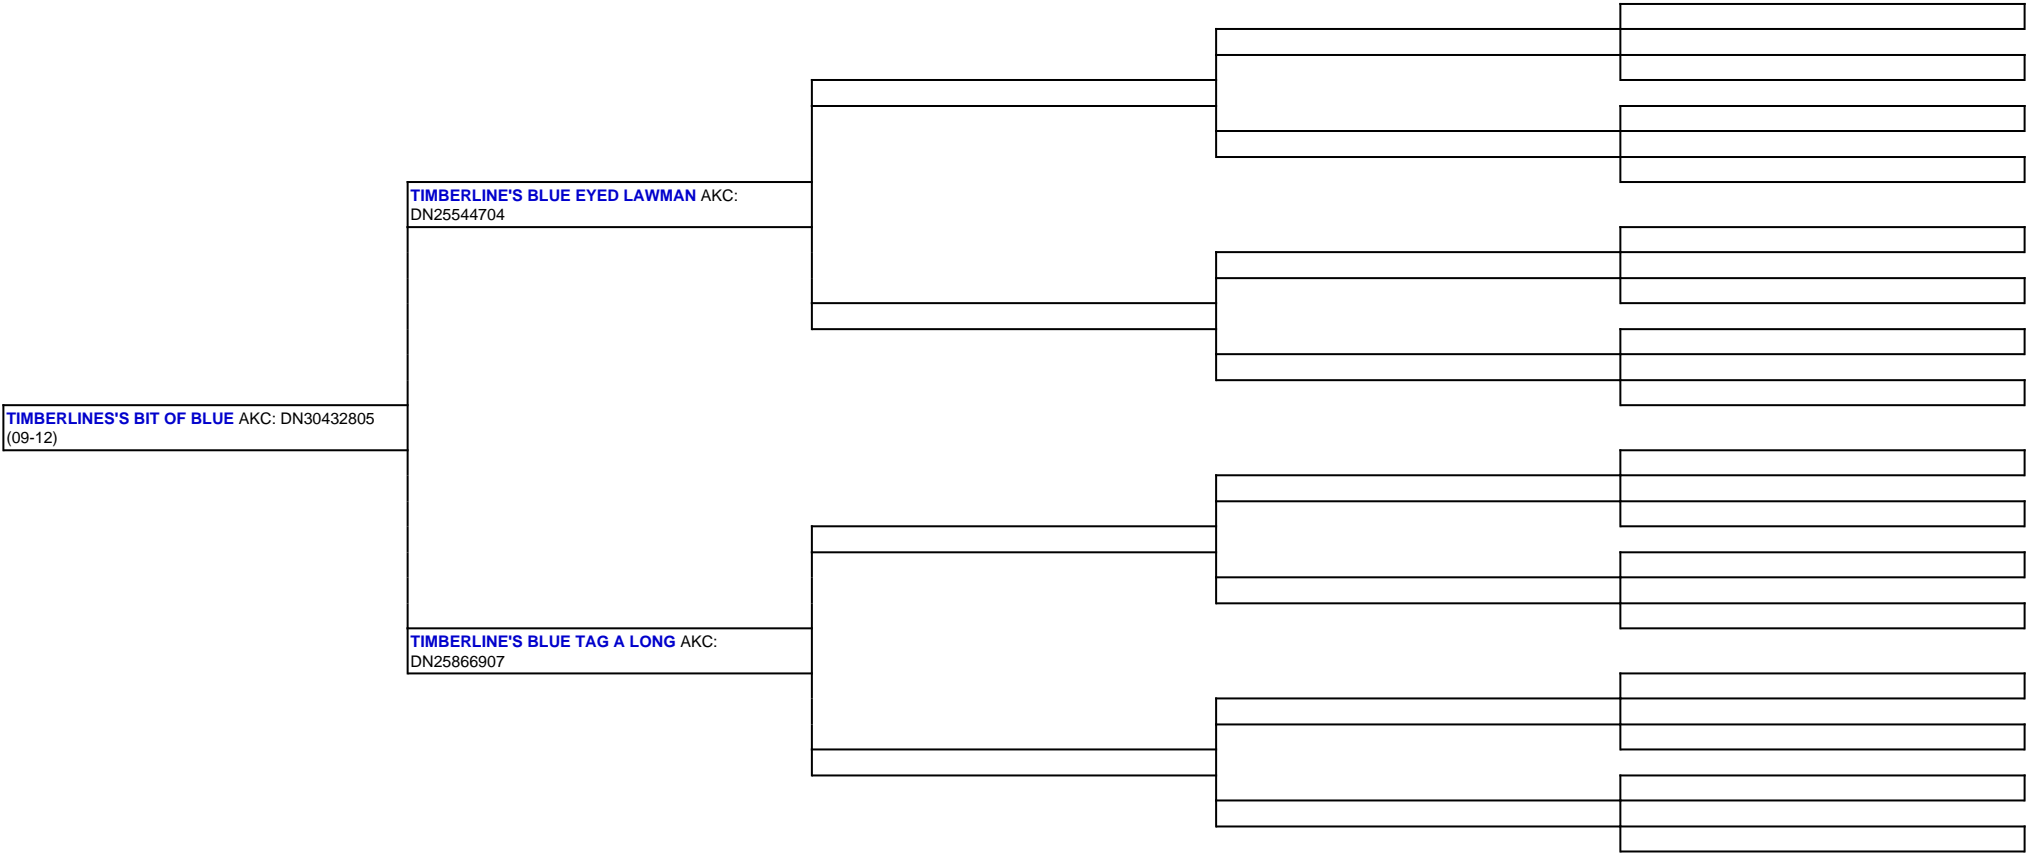 TIMBERLINE'S BLUE EYED LAWMAN AKC:
DN25544704
TIMBERLINES'S BIT OF BLUE AKC: DN30432805
(09-12)
TIMBERLINE'S BLUE TAG A LONG AKC:
DN25866907